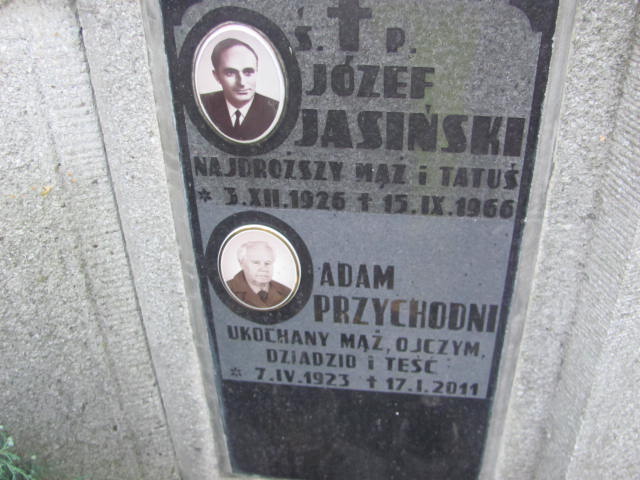 Ś. P.
JÓZEF
JASIŃSKI
NAJDROŻSZY MĄŻ i TATUŚ
* 3.XII.1926 † 15.IX.1966
ADAM
PRZYCHODNI
UKOCHANY MĄŻ, OJCZYM,
DZIADZIO i TEŚĆ
* 7.IV.1923 † 17.I.2011